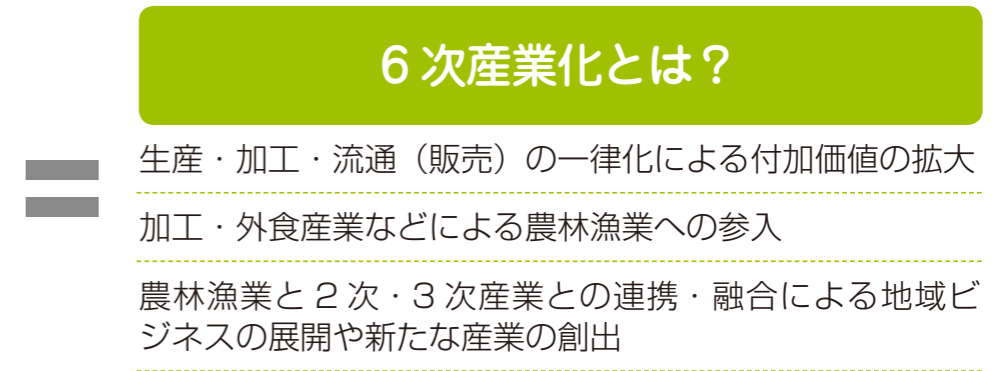 6次産業化とは？
生産・加工・流通（販売）の一律化による付加価値の拡大
加工・外食産業などによる農林漁業への参入
農林漁業と2次・3次産業との連携・融合による地域ビ
ジネスの展開や新たな産業の創出